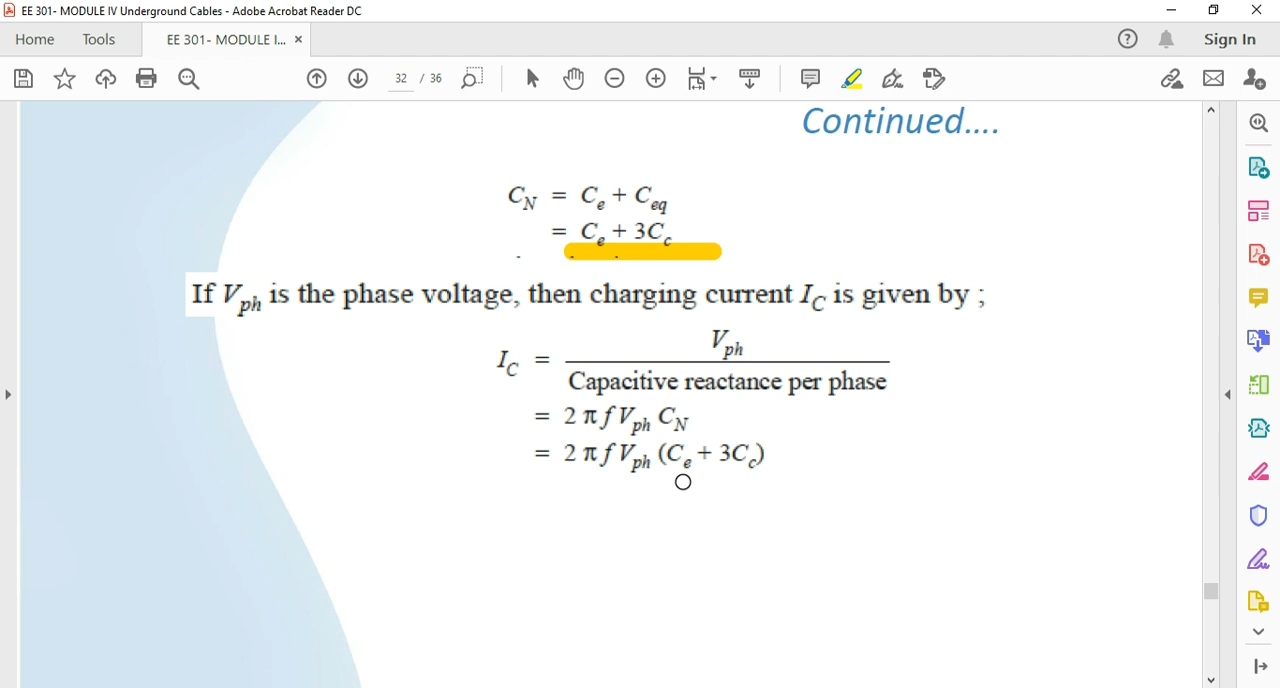 EE 301- MODULE IV Underground Cables - Adobe Acrobat Reader DC
Home Tools EE 301- MODULE I... × Sign In
32 / 36
Continued....
C_N = C_e + C_eq
= C_e + 3C_c
If V_ph is the phase voltage, then charging current I_C is given by ;
I_C = V_ph
Capacitive reactance per phase
= 2 π f V_ph C_N
= 2 π f V_ph (C_e + 3C_c)